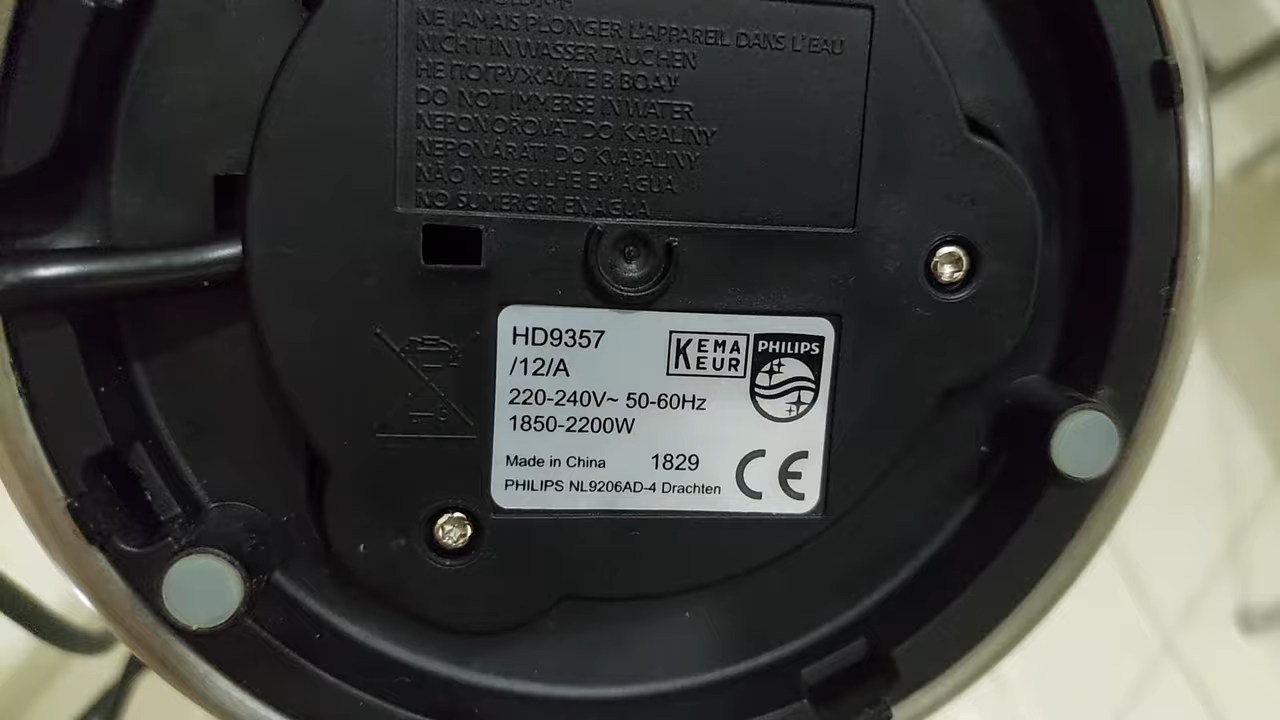 NE JAMAIS PLONGER L'APPAREIL DANS L'EAU
NICHT IN WASSER TAUCHEN
НЕ ПОГРУЖАЙТЕ В ВОДУ
DO NOT IMMERSE IN WATER
NEPONOŘOVAT DO KAPALINY
NEPONÁRAŤ DO KVAPALINY
NÃO MERGULHE EM ÁGUA
NO SUMERGIR EN AGUA
HD9357
/12/A
KEMA
EUR
PHILIPS
220-240V~ 50-60Hz
1850-2200W
Made in China 1829
PHILIPS NL9206AD-4 Drachten
CE